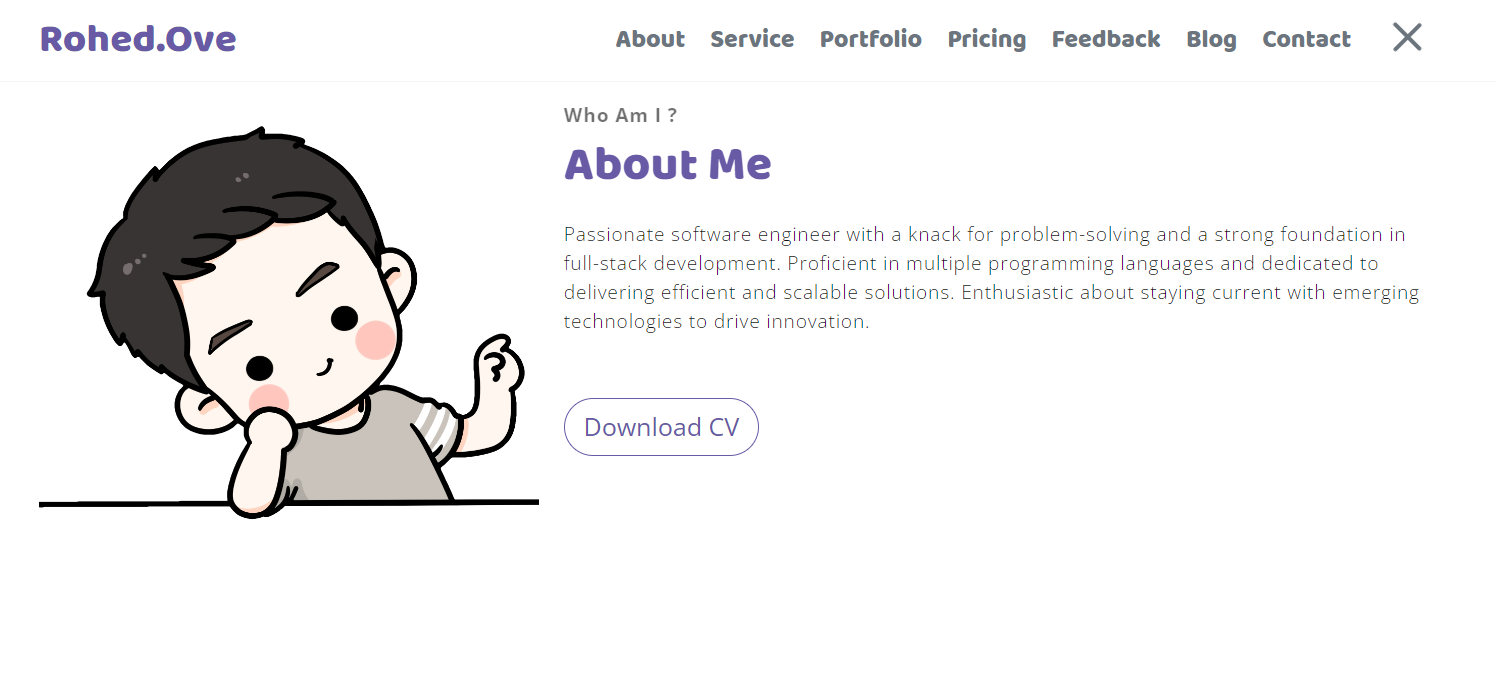 Rohed.Ove
About Service Portfolio Pricing Feedback Blog Contact
Who Am I ?
About Me
Passionate software engineer with a knack for problem-solving and a strong foundation in
full-stack development. Proficient in multiple programming languages and dedicated to
delivering efficient and scalable solutions. Enthusiastic about staying current with emerging
technologies to drive innovation.
Download CV